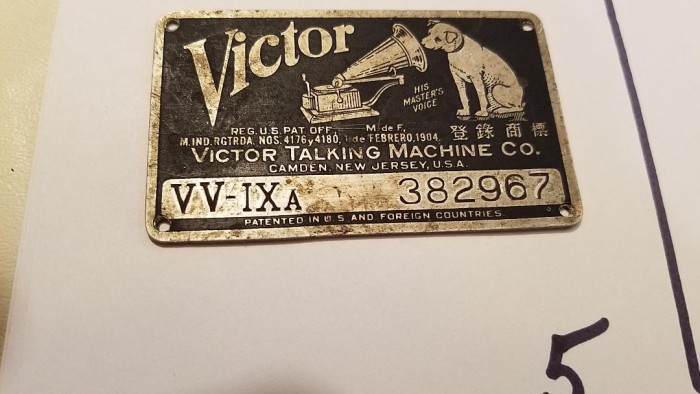 Victor
HIS
MASTER'S
VOICE
REG. U.S. PAT. OFF. M. de F.
登錄商標
M. IND. RGTRDA. NOS. 4176 y 4180, 1 de FEBRERO, 1904.
VICTOR TALKING MACHINE CO.
CAMDEN, NEW JERSEY, U.S.A.
VV-IXA 382967
PATENTED IN U.S. AND FOREIGN COUNTRIES.
5